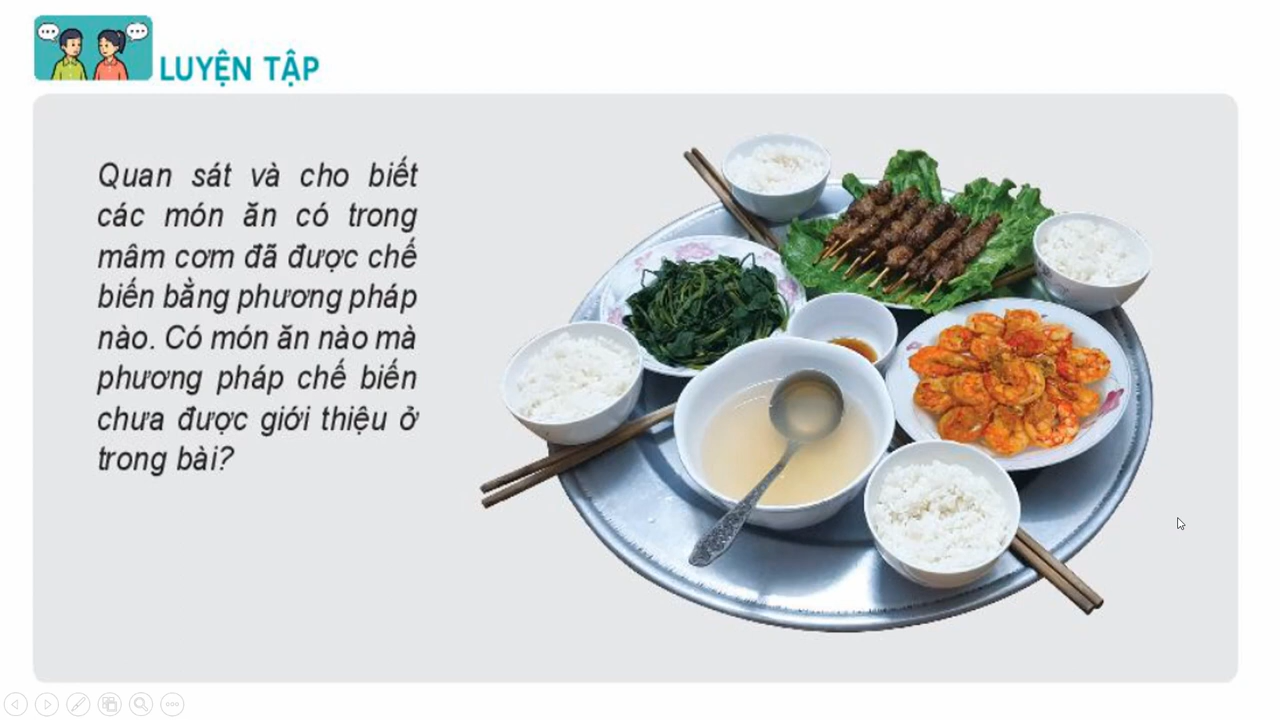 LUYỆN TẬP
Quan sát và cho biết
các món ăn có trong
mâm cơm đã được chế
biến bằng phương pháp
nào. Có món ăn nào mà
phương pháp chế biến
chưa được giới thiệu ở
trong bài?